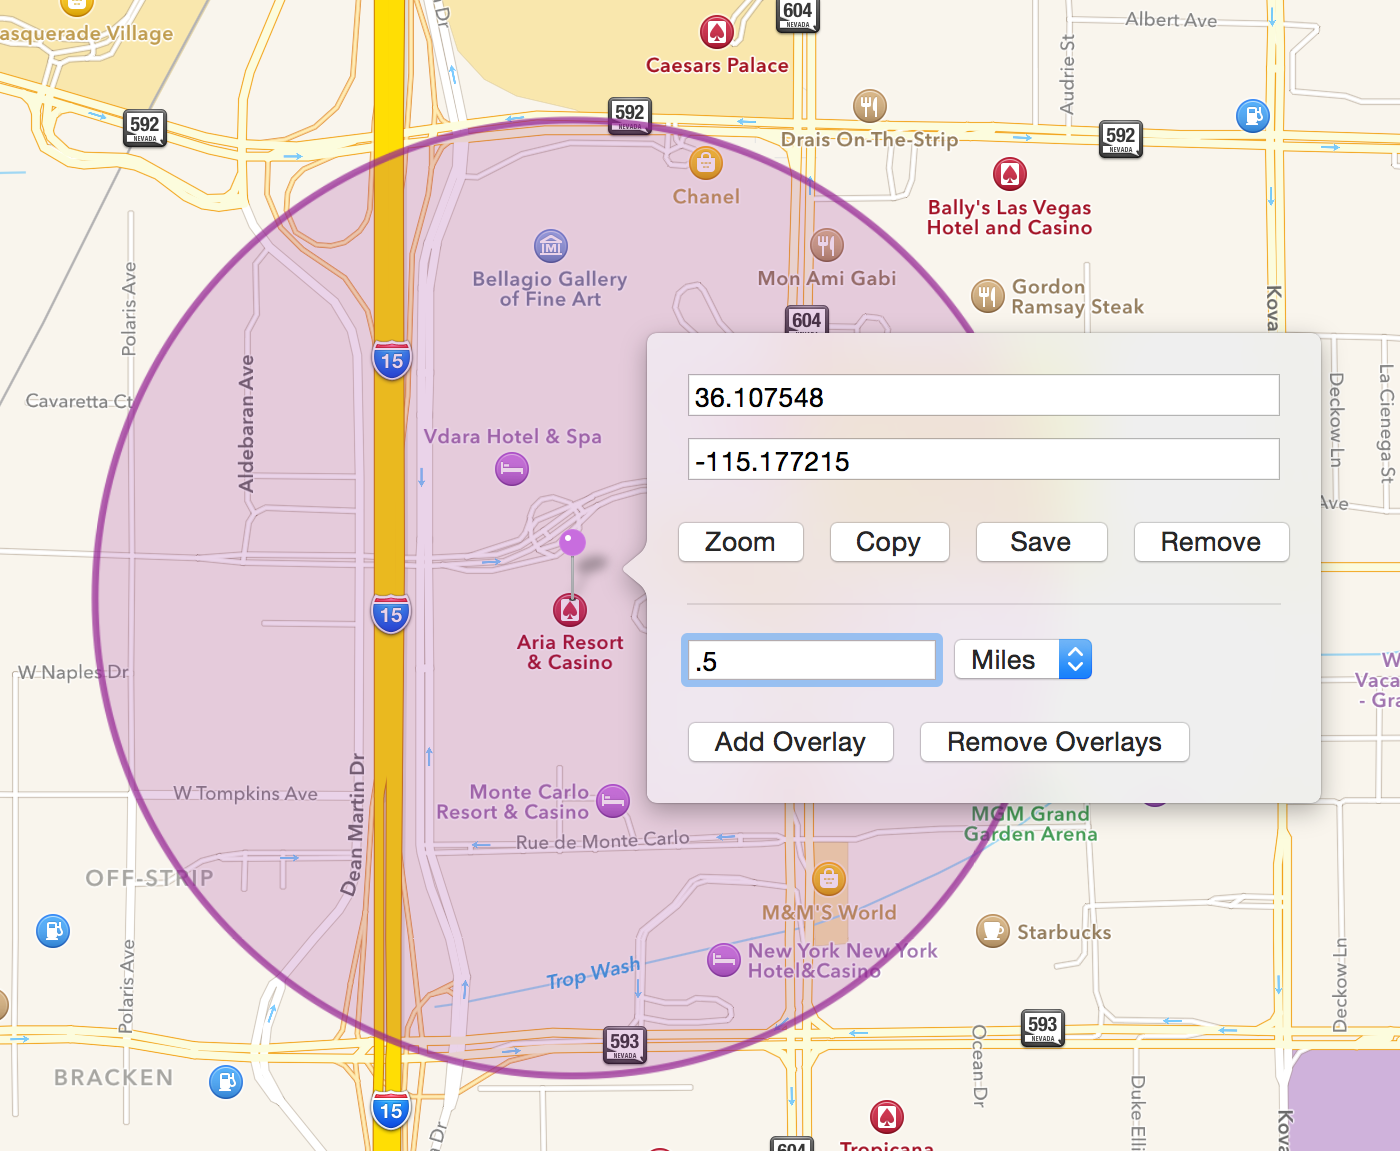 604
NEVADA
Albert Ave
asquerade Village
Caesars Palace
Audrie St
592
NEVADA
592
NEVADA
592
NEVADA
Drais On-The-Strip
Chanel
Bally's Las Vegas
Hotel and Casino
Bellagio Gallery
of Fine Art
Mon Ami Gabi
Gordon
Ramsay Steak
Kova
Polaris Ave
604
15
Aldebaran Ave
Cavaretta Ct
36.107548
Deckow Ln
La Cienega St
Vdara Hotel & Spa
-115.177215
Ave
Zoom
Copy
Save
Remove
15
Aria Resort
& Casino
.5
Miles
W Naples Dr
W
Vaca
- Gra
Add Overlay
Remove Overlays
W Tompkins Ave
Dean Martin Dr
Monte Carlo
Resort & Casino
Rue de Monte Carlo
MGM Grand
Garden Arena
OFF-STRIP
M&M'S World
Starbucks
New York New York
Hotel&Casino
Trop Wash
Polaris Ave
Deckow Ln
593
NEVADA
593
NEVADA
Ocean Dr
BRACKEN
15
Duke Elli
Kova
Dr
Tropicana
604